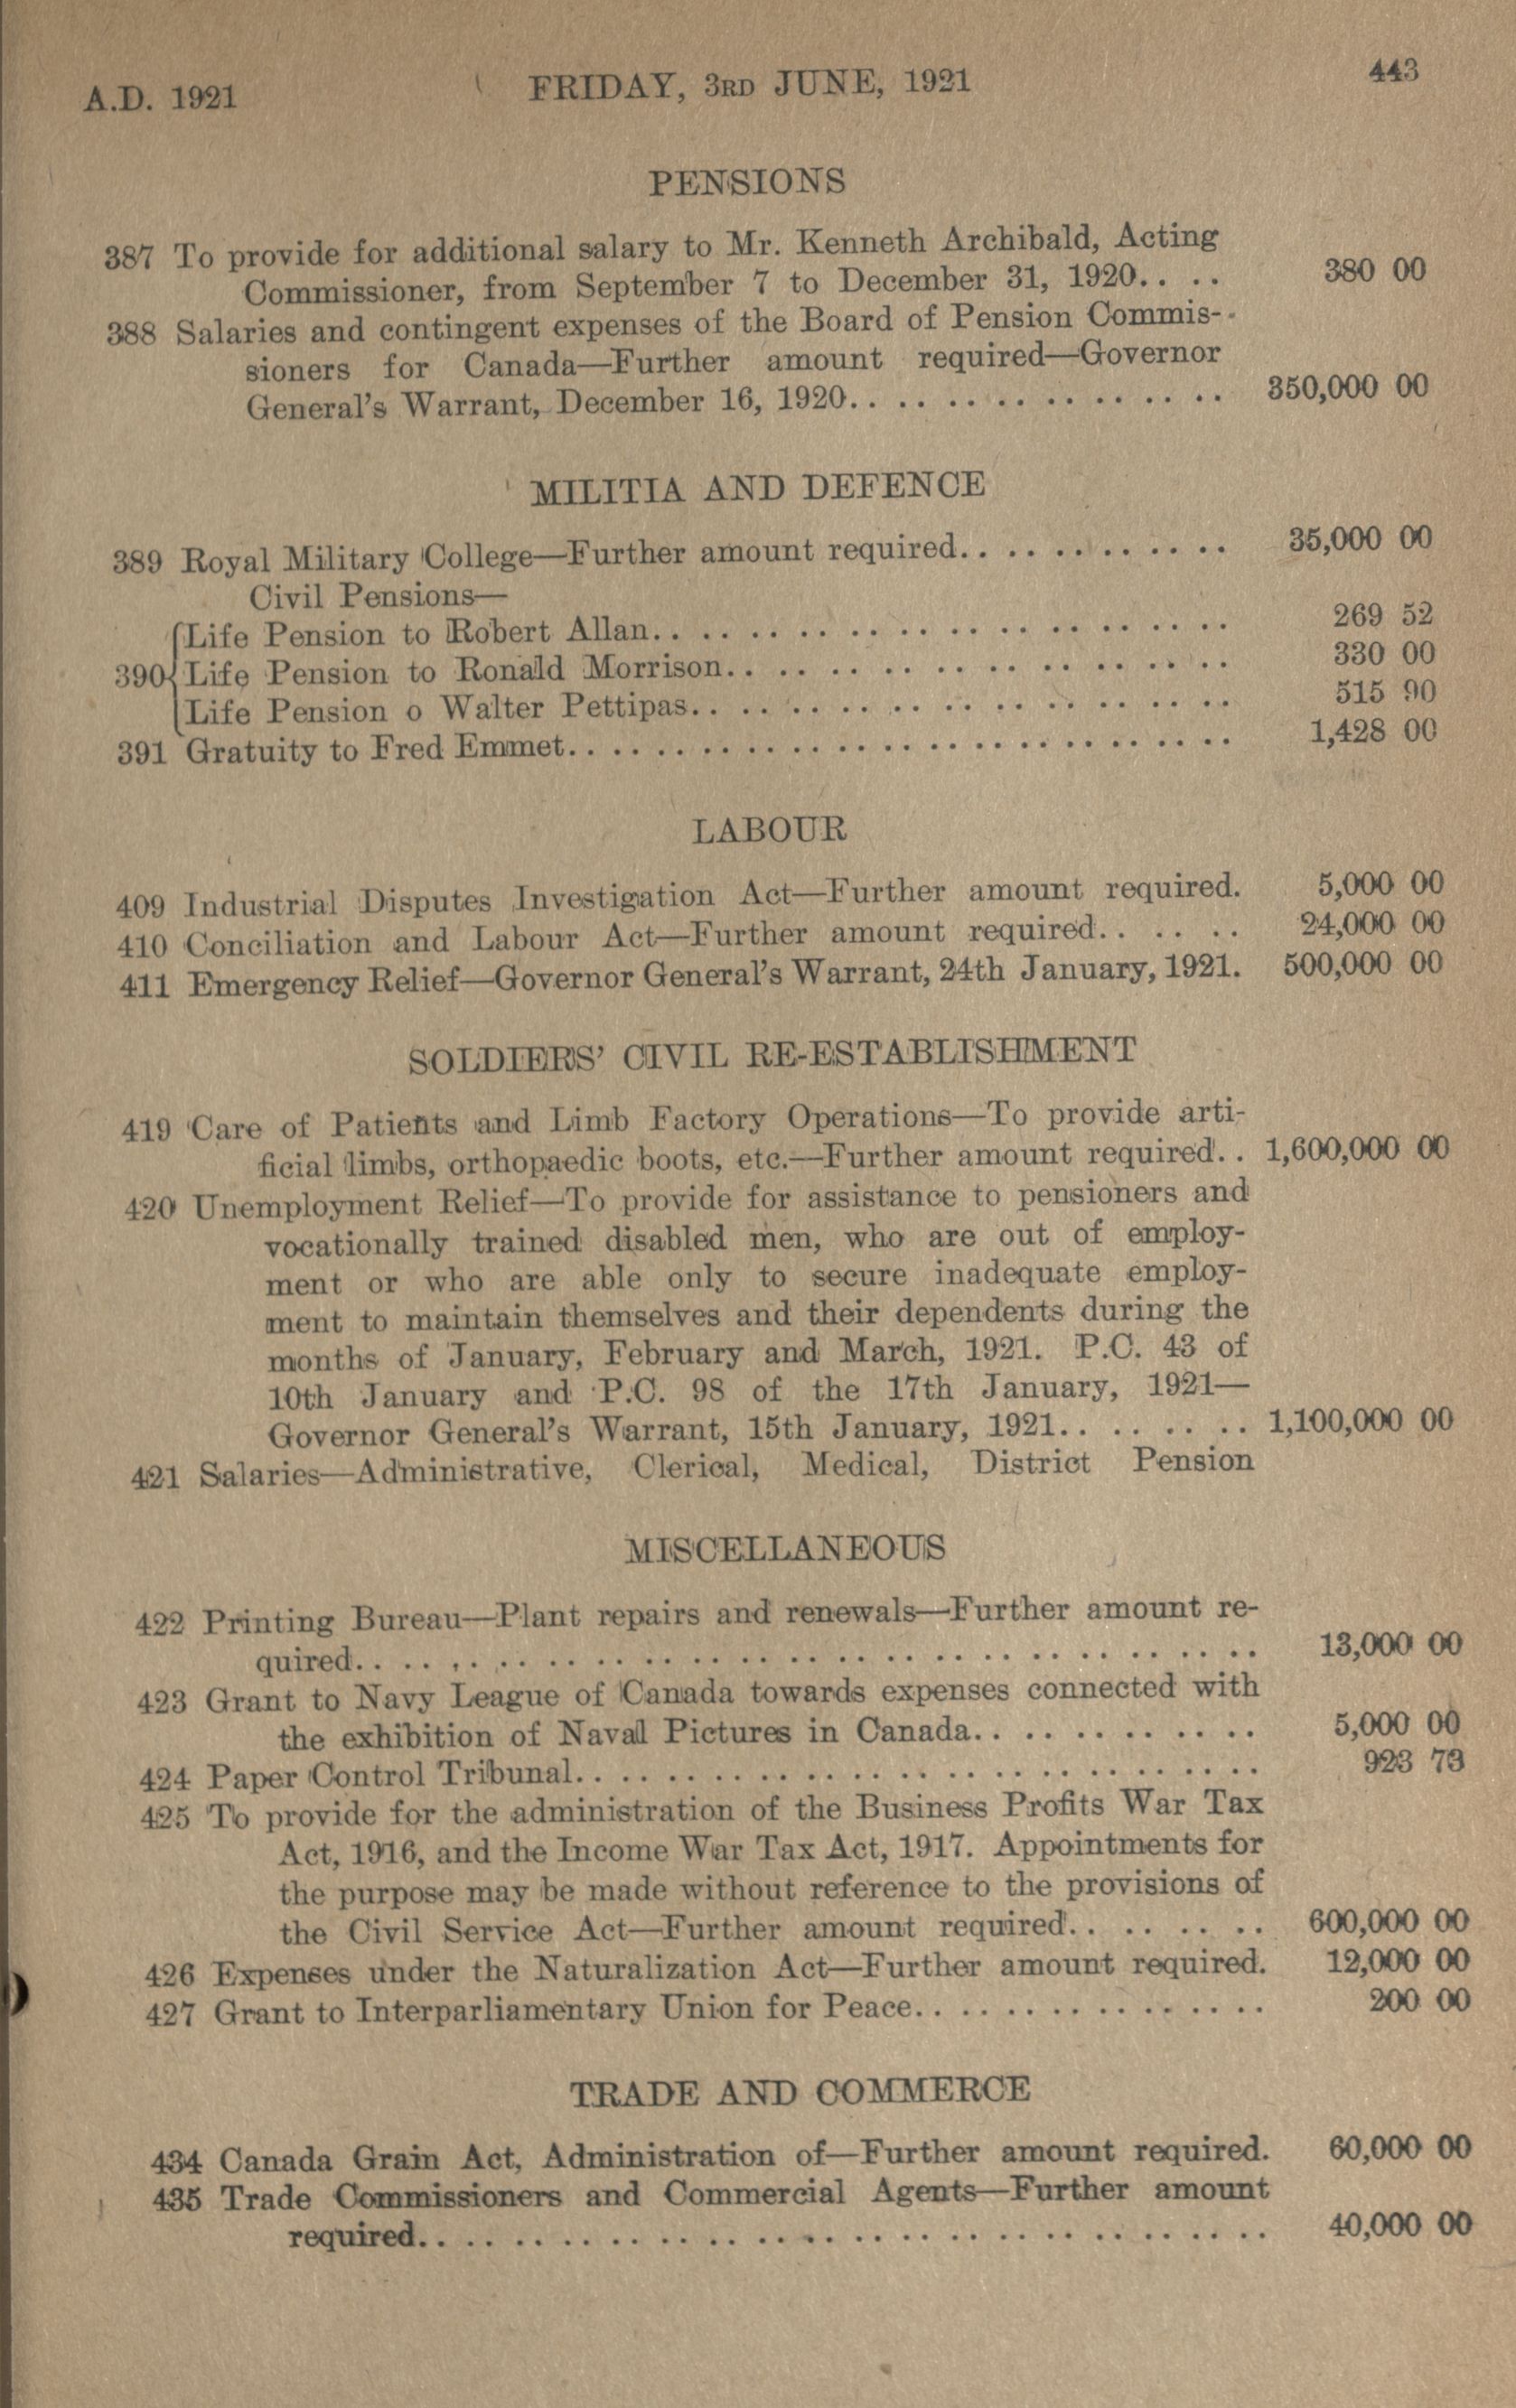 A.D. 1921 FRIDAY, 3RD JUNE, 1921 443
PENSIONS
387 To provide for additional salary to Mr. Kenneth Archibald, Acting
Commissioner, from September 7 to December 31, 1920. . . . 380 00
388 Salaries and contingent expenses of the Board of Pension Commis-
sioners for Canada—Further amount required—Governor
General's Warrant, December 16, 1920. . . . . . . . . . . . . . . . 350,000 00
MILITIA AND DEFENCE
389 Royal Military College—Further amount required. . . . . . . . . . . . 35,000 00
Civil Pensions—
Life Pension to Robert Allan. . . . . . . . . . . . . . . . . . . . . . . . 269 52
390 Life Pension to Ronald Morrison. . . . . . . . . . . . . . . . . . . . . 330 00
Life Pension o Walter Pettipas. . . . . . . . . . . . . . . . . . . . . . 515 90
391 Gratuity to Fred Emmet. . . . . . . . . . . . . . . . . . . . . . . . . . . . 1,428 00
LABOUR
409 Industrial Disputes Investigation Act—Further amount required. 5,000 00
410 Conciliation and Labour Act—Further amount required. . . . . . 24,000 00
411 Emergency Relief—Governor General's Warrant, 24th January, 1921. 500,000 00
SOLDIERS' CIVIL RE-ESTABLISHMENT
419 Care of Patients and Limb Factory Operations—To provide arti-
ficial limbs, orthopaedic boots, etc.—Further amount required. . 1,600,000 00
420 Unemployment Relief—To provide for assistance to pensioners and
vocationally trained disabled men, who are out of employ-
ment or who are able only to secure inadequate employ-
ment to maintain themselves and their dependents during the
months of January, February and March, 1921. P.C. 43 of
10th January and P.C. 98 of the 17th January, 1921—
Governor General's Warrant, 15th January, 1921. . . . . . . . 1,100,000 00
421 Salaries—Administrative, Clerical, Medical, District Pension
MISCELLANEOUS
422 Printing Bureau—Plant repairs and renewals—Further amount re-
quired. . . . . . . . . . . . . . . . . . . . . . . . . . . . . . . . . . . . . . 13,000 00
423 Grant to Navy League of Canada towards expenses connected with
the exhibition of Naval Pictures in Canada. . . . . . . . . . . . 5,000 00
424 Paper Control Tribunal. . . . . . . . . . . . . . . . . . . . . . . . . . . . 923 73
425 To provide for the administration of the Business Profits War Tax
Act, 1916, and the Income War Tax Act, 1917. Appointments for
the purpose may be made without reference to the provisions of
the Civil Service Act—Further amount required. . . . . . . . 600,000 00
426 Expenses under the Naturalization Act—Further amount required. 12,000 00
427 Grant to Interparliamentary Union for Peace. . . . . . . . . . . . . . . 200 00
TRADE AND COMMERCE
434 Canada Grain Act, Administration of—Further amount required. 60,000 00
435 Trade Commissioners and Commercial Agents—Further amount
required. . . . . . . . . . . . . . . . . . . . . . . . . . . . . . . . . . . . 40,000 00